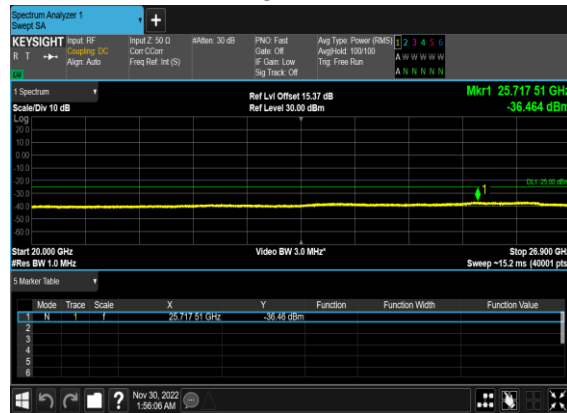 Spectrum Analyzer 1
Swept SA
+
KEYSIGHT
R T
LW
Input: RF
Coupling: DC
Align: Auto
Input Z: 50 Ω
Corr CCorr
Freq Ref: Int (S)
#Atten: 30 dB
PNO: Fast
Gate: Off
IF Gain: Low
Sig Track: Off
Avg Type: Power (RMS)
Avg|Hold: 100/100
Trig: Free Run
1 2 3 4 5 6
A W W W W W
A N N N N N
1 Spectrum
Scale/Div 10 dB
Ref Lvl Offset 15.37 dB
Ref Level 30.00 dBm
Mkr1 25.717 51 GHz
-36.464 dBm
Log
20.0
10.0
0.00
-10.0
-20.0
-30.0
-40.0
-50.0
-60.0
DL1 -25.00 dBm
1
Start 20.000 GHz
#Res BW 1.0 MHz
Video BW 3.0 MHz*
Stop 26.900 GHz
Sweep ~15.2 ms (40001 pts
5 Marker Table
Mode Trace Scale X Y Function Function Width Function Value
1 N 1 f 25.717 51 GHz -36.46 dBm
2
3
4
5
6
?
Nov 30, 2022
1:56:06 AM